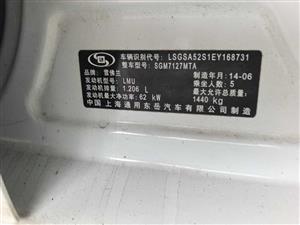 车辆识别代号: LSGSA52S1EY168731
整车型号: SGM7127MTA
品牌: 雪佛兰 制造年月: 14-06
发动机型号: LMU 乘坐人数: 5
发动机排量: 1.206 L 最大允许总质量:
发动机最大净功率: 62 kW 1440 kg
中国上海通用东岳汽车有限公司制造